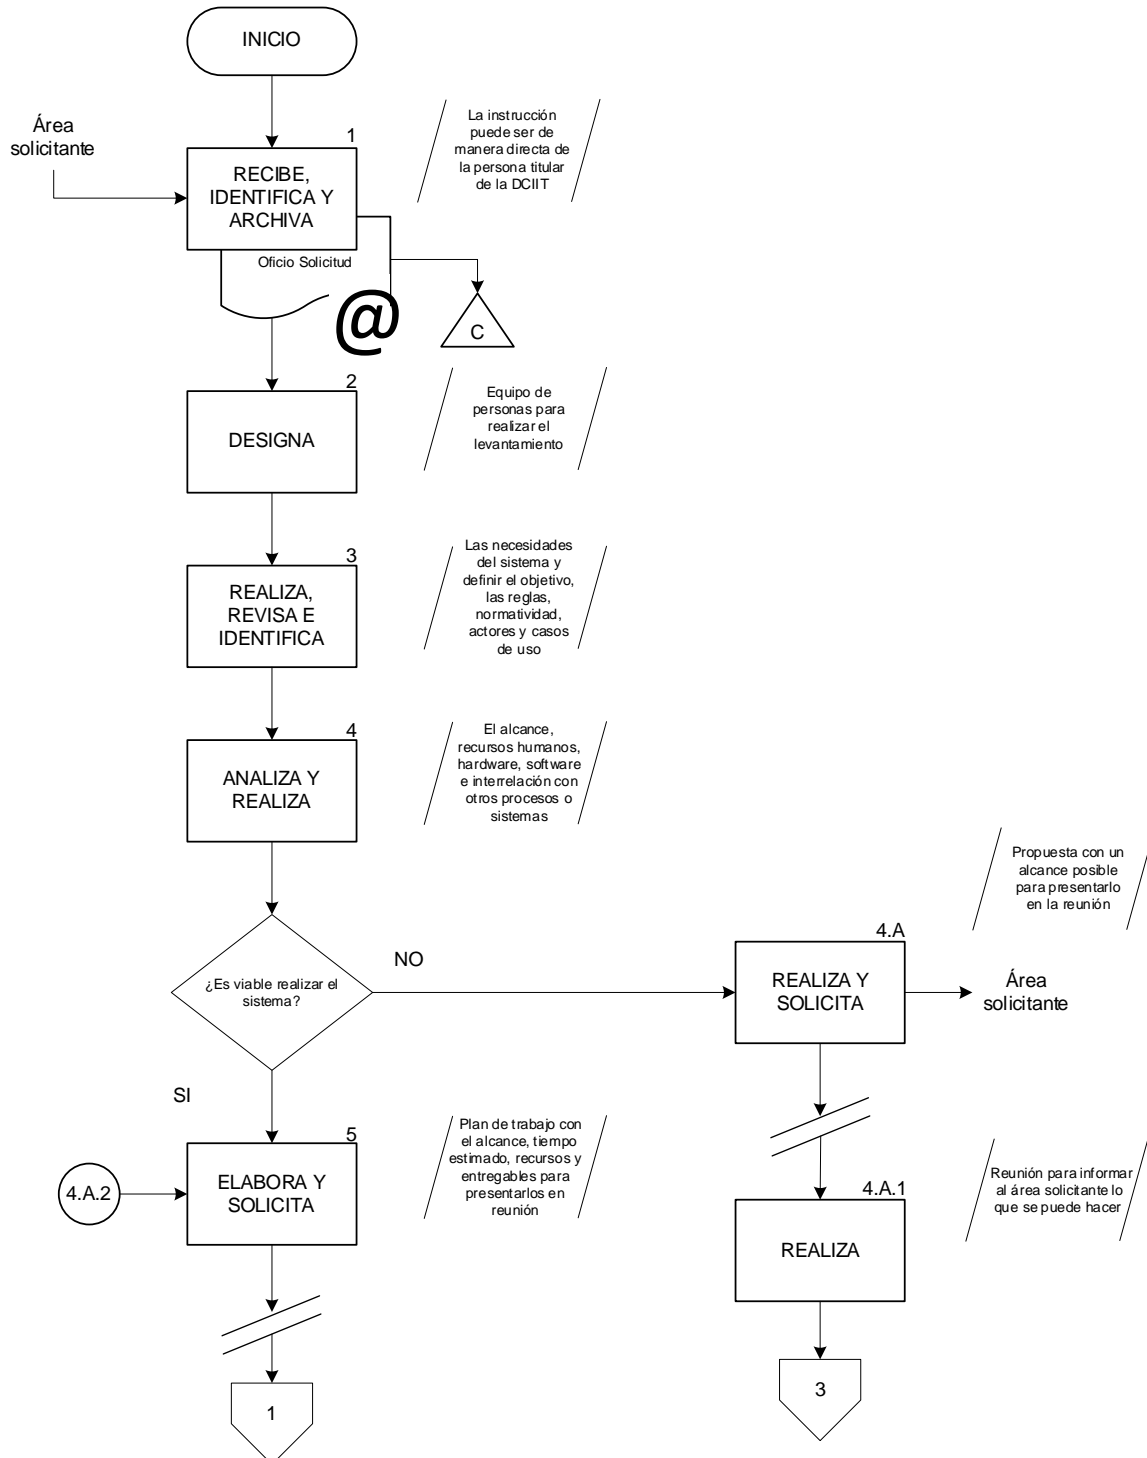 INICIO
Área
solicitante
1
RECIBE,
IDENTIFICA Y
ARCHIVA
La instrucción
puede ser de
manera directa de
la persona titular
de la DCIIT
Oficio Solicitud
@
C
2
DESIGNA
Equipo de
personas para
realizar el
levantamiento
3
REALIZA,
REVISA E
IDENTIFICA
Las necesidades
del sistema y
definir el objetivo,
las reglas,
normatividad,
actores y casos
de uso
4
ANALIZA Y
REALIZA
El alcance,
recursos humanos,
hardware, software
e interrelación con
otros procesos o
sistemas
¿Es viable realizar el
sistema?
NO
4.A
REALIZA Y
SOLICITA
Propuesta con un
alcance posible
para presentarlo
en la reunión
Área
solicitante
SI
4.A.2
5
ELABORA Y
SOLICITA
Plan de trabajo con
el alcance, tiempo
estimado, recursos y
entregables para
presentarlos en
reunión
4.A.1
REALIZA
Reunión para informar
al área solicitante lo
que se puede hacer
1
3